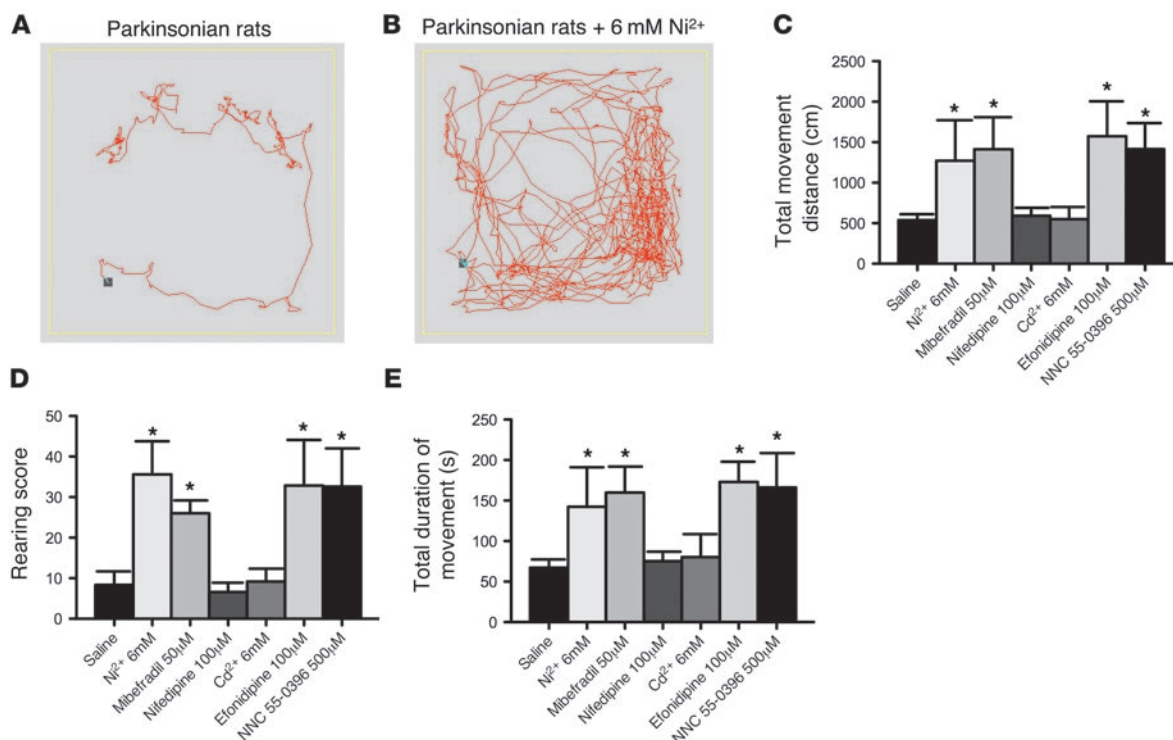 A
Parkinsonian rats
B
Parkinsonian rats + 6 mM Ni²⁺
C
Total movement
distance (cm)
2500
2000
1500
1000
500
0
*
*
*
*
Saline
Ni²⁺ 6mM
Mibefradil 50μM
Nifedipine 100μM
Cd²⁺ 6mM
Efonidipine 100μM
NNC 55-0396 500μM
D
Rearing score
50
40
30
20
10
0
*
*
*
*
Saline
Ni²⁺ 6mM
Mibefradil 50μM
Nifedipine 100μM
Cd²⁺ 6mM
Efonidipine 100μM
NNC 55-0396 500μM
E
Total duration of
movement (s)
250
200
150
100
50
0
*
*
*
*
Saline
Ni²⁺ 6mM
Mibefradil 50μM
Nifedipine 100μM
Cd²⁺ 6mM
Efonidipine 100μM
NNC 55-0396 500μM